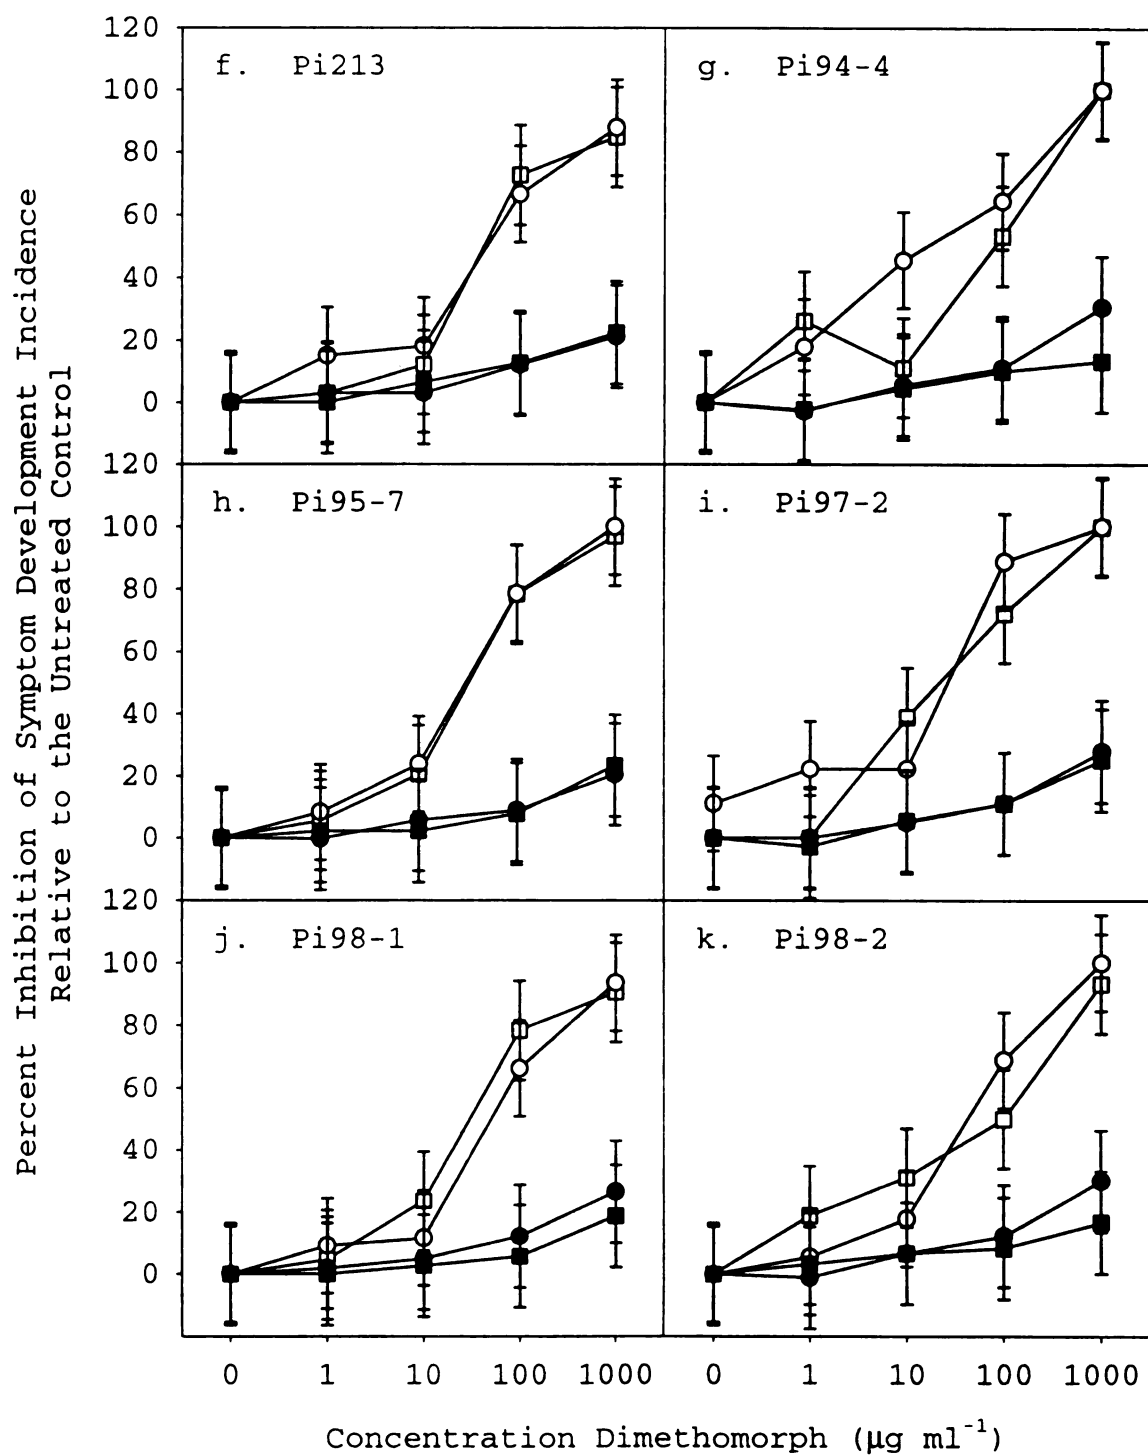 Percent Inhibition of Symptom Development Incidence
Relative to the Untreated Control
120
100
80
60
40
20
0
f. Pi213
g. Pi94-4
120
100
80
60
40
20
0
h. Pi95-7
i. Pi97-2
120
100
80
60
40
20
0
j. Pi98-1
k. Pi98-2
0 1 10 100 1000 0 1 10 100 1000
Concentration Dimethomorph (µg ml⁻¹)